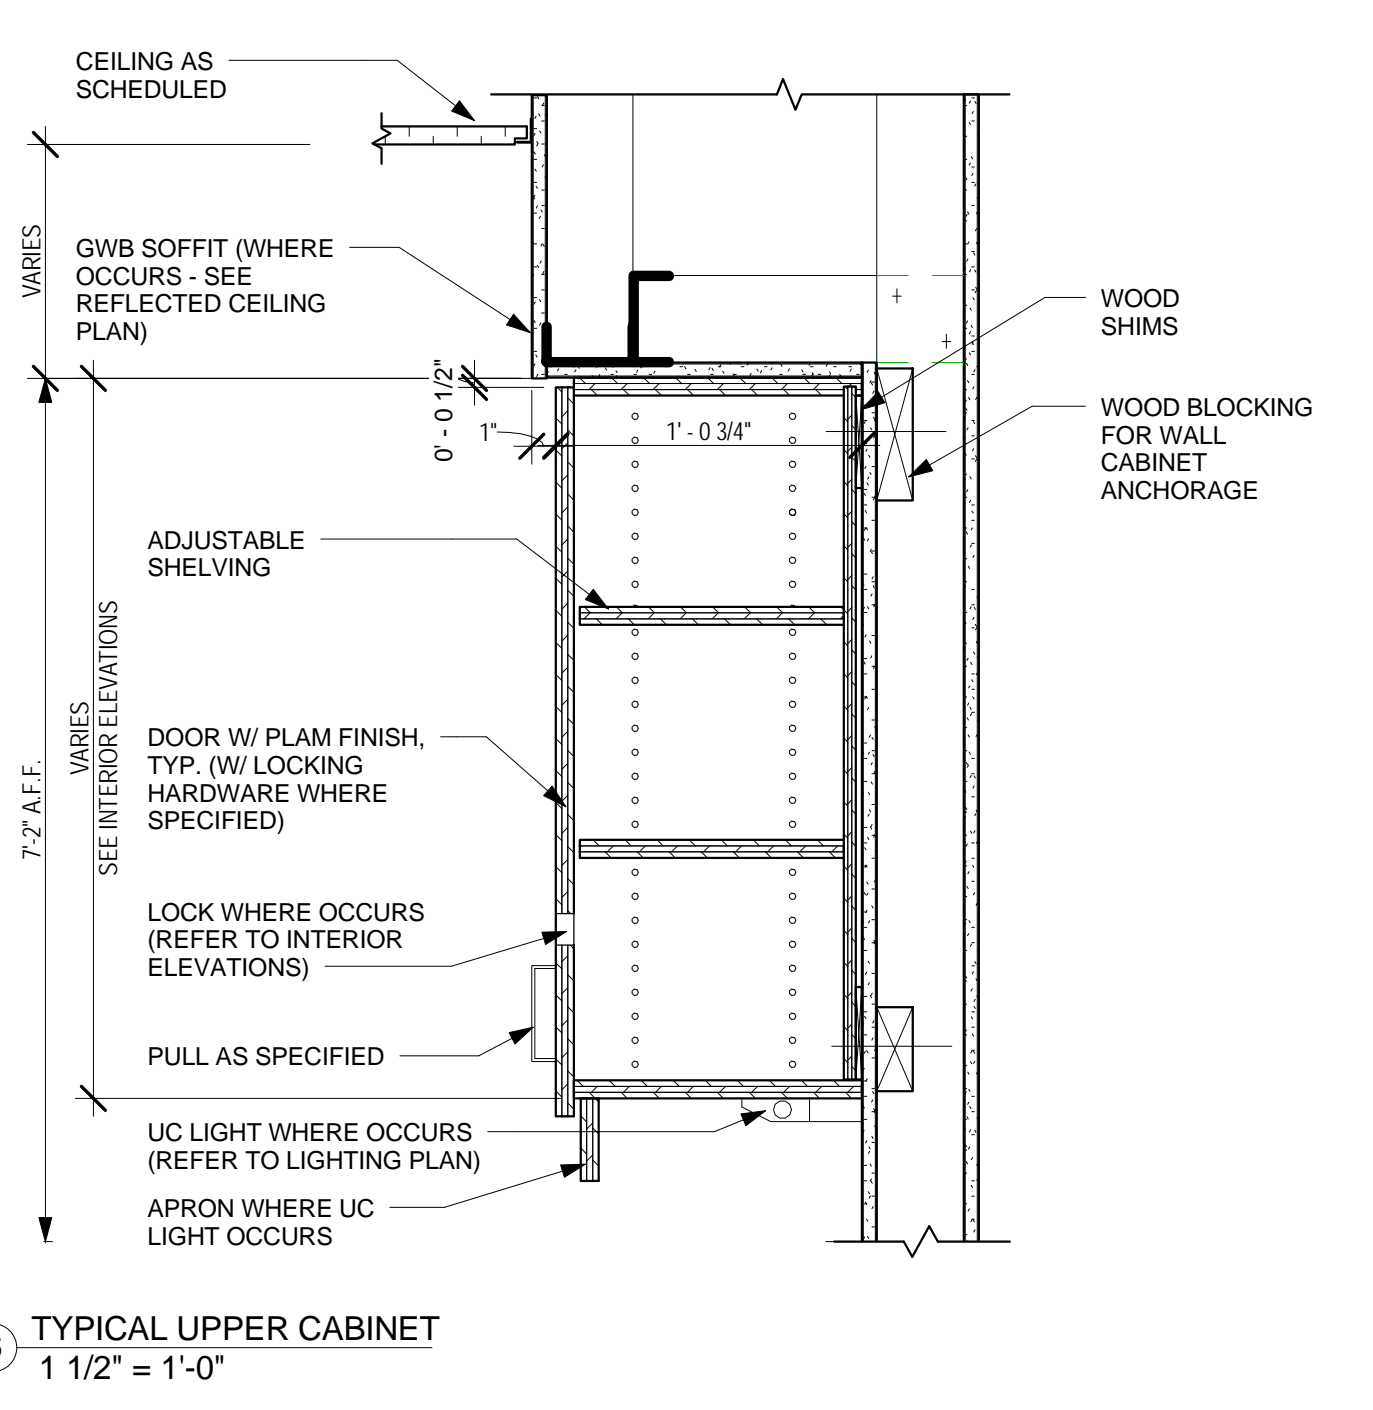 CEILING AS
SCHEDULED
VARIES
GWB SOFFIT (WHERE
OCCURS - SEE
REFLECTED CEILING
PLAN)
WOOD
SHIMS
0' - 0 1/2"
1"
1' - 0 3/4"
WOOD BLOCKING
FOR WALL
CABINET
ANCHORAGE
ADJUSTABLE
SHELVING
7'-2" A.F.F.
VARIES
SEE INTERIOR ELEVATIONS
DOOR W/ PLAM FINISH,
TYP. (W/ LOCKING
HARDWARE WHERE
SPECIFIED)
LOCK WHERE OCCURS
(REFER TO INTERIOR
ELEVATIONS)
PULL AS SPECIFIED
UC LIGHT WHERE OCCURS
(REFER TO LIGHTING PLAN)
APRON WHERE UC
LIGHT OCCURS
TYPICAL UPPER CABINET
1 1/2" = 1'-0"